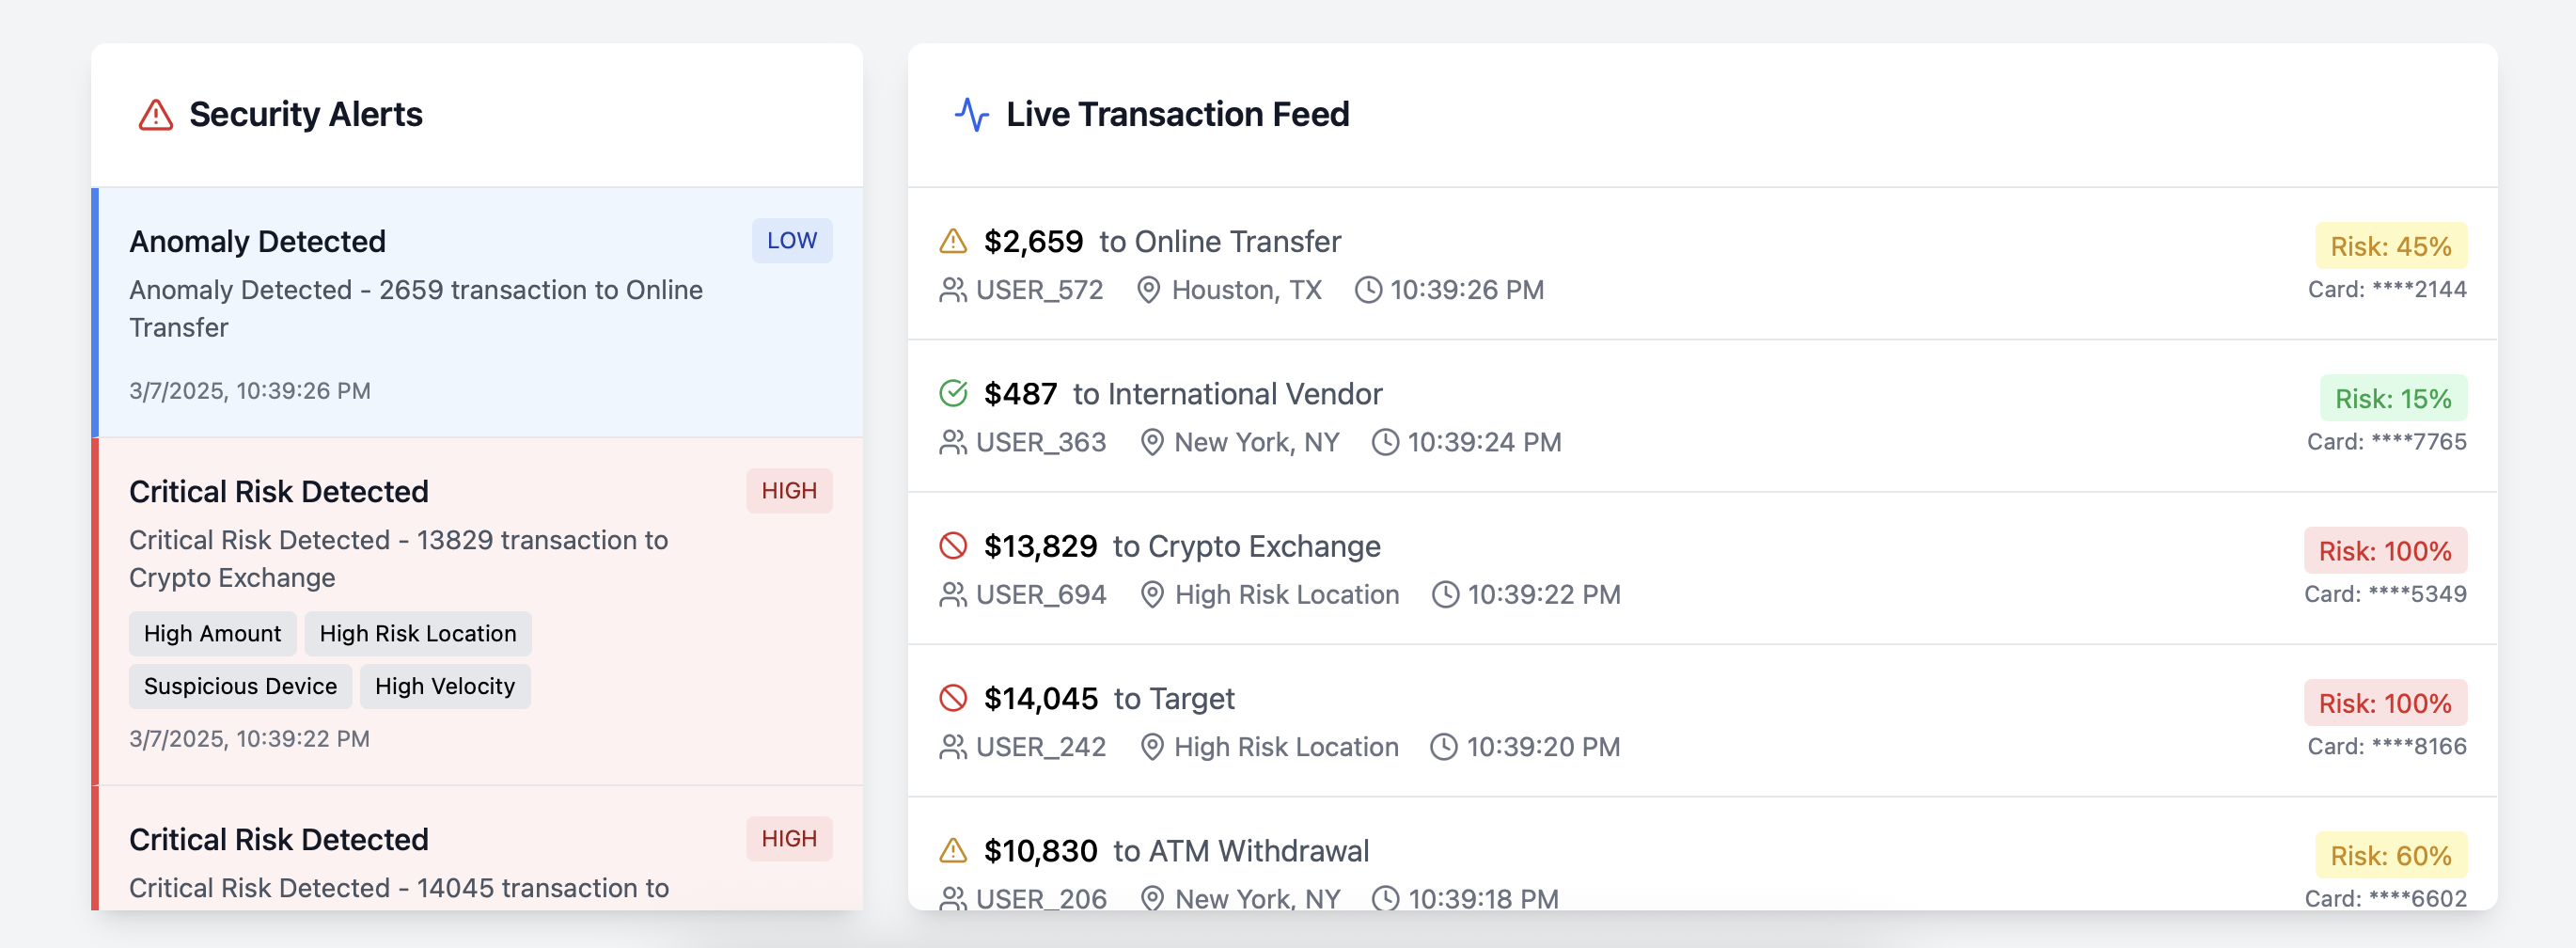 Security Alerts
Anomaly Detected
LOW
Anomaly Detected - 2659 transaction to Online
Transfer
3/7/2025, 10:39:26 PM
Critical Risk Detected
HIGH
Critical Risk Detected - 13829 transaction to
Crypto Exchange
High Amount
High Risk Location
Suspicious Device
High Velocity
3/7/2025, 10:39:22 PM
Critical Risk Detected
HIGH
Critical Risk Detected - 14045 transaction to
Live Transaction Feed
$2,659 to Online Transfer
Risk: 45%
USER_572 Houston, TX 10:39:26 PM
Card: ****2144
$487 to International Vendor
Risk: 15%
USER_363 New York, NY 10:39:24 PM
Card: ****7765
$13,829 to Crypto Exchange
Risk: 100%
USER_694 High Risk Location 10:39:22 PM
Card: ****5349
$14,045 to Target
Risk: 100%
USER_242 High Risk Location 10:39:20 PM
Card: ****8166
$10,830 to ATM Withdrawal
Risk: 60%
USER_206 New York, NY 10:39:18 PM
Card: ****6602